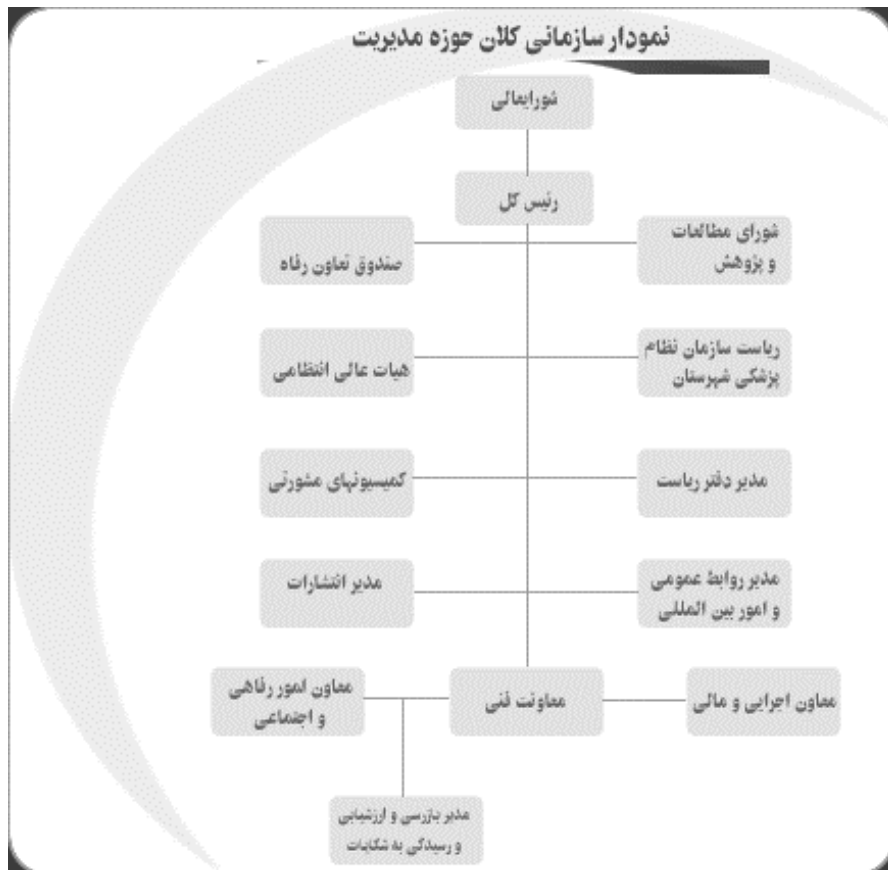 نمودار سازمانی کلان حوزه مدیریت
شورایعالی
رئیس کل
شورای مطالعات
و پژوهش
صندوق تعاون رفاه
ریاست سازمان نظام
پزشکی شهرستان
هیات عالی انتظامی
مدیر دفتر ریاست
کمیسیونهای مشورتی
مدیر روابط عمومی
و امور بین المللی
مدیر انتشارات
معاون اجرایی و مالی
معاونت فنی
معاون امور رفاهی
و اجتماعی
مدیر بازرسی و ارزشیابی
و رسیدگی به شکایات